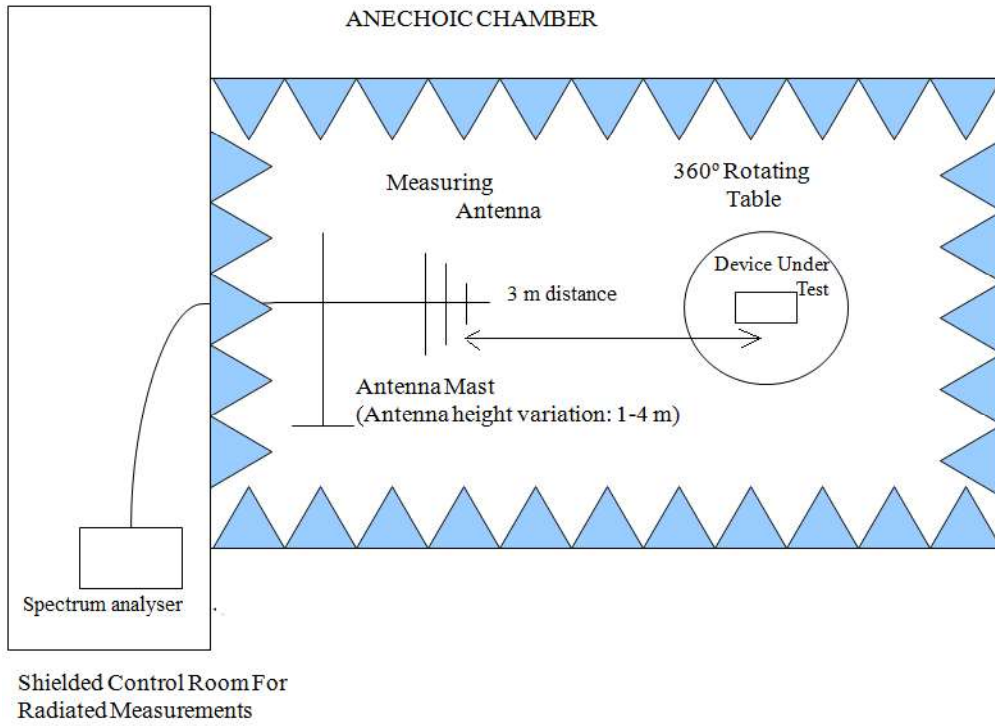 ANECHOIC CHAMBER
Measuring
Antenna
360º Rotating
Table
Device Under
Test
3 m distance
Antenna Mast
(Antenna height variation: 1-4 m)
Spectrum analyser .
Shielded Control Room For
Radiated Measurements